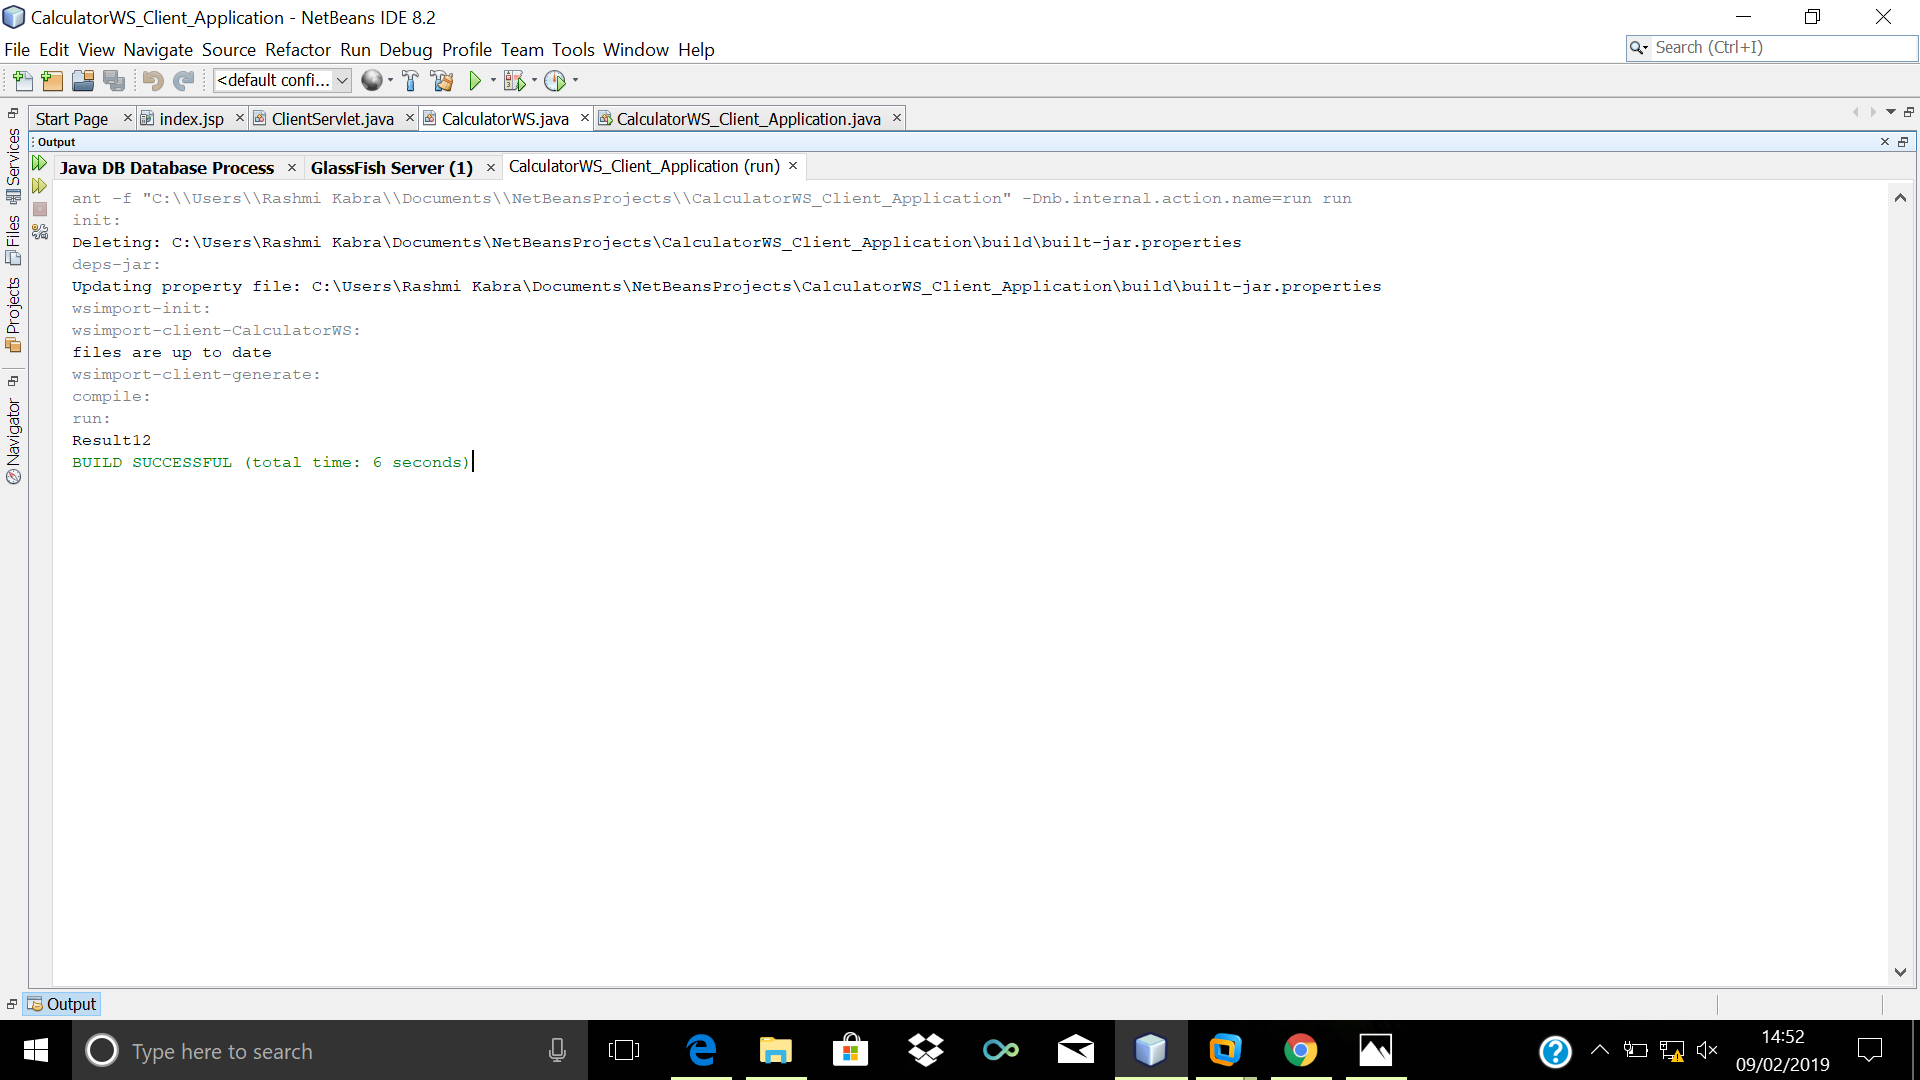 CalculatorWS_Client_Application - NetBeans IDE 8.2
File Edit View Navigate Source Refactor Run Debug Profile Team Tools Window Help
Search (Ctrl+I)
<default confi...
Start Page
index.jsp
ClientServlet.java
CalculatorWS.java
CalculatorWS_Client_Application.java
Output
Services
Files
Projects
Navigator
Java DB Database Process
GlassFish Server (1)
CalculatorWS_Client_Application (run)
ant -f "C:\\Users\\Rashmi Kabra\\Documents\\NetBeansProjects\\CalculatorWS_Client_Application" -Dnb.internal.action.name=run run
init:
Deleting: C:\Users\Rashmi Kabra\Documents\NetBeansProjects\CalculatorWS_Client_Application\build\built-jar.properties
deps-jar:
Updating property file: C:\Users\Rashmi Kabra\Documents\NetBeansProjects\CalculatorWS_Client_Application\build\built-jar.properties
wsimport-init:
wsimport-client-CalculatorWS:
files are up to date
wsimport-client-generate:
compile:
run:
Result12
BUILD SUCCESSFUL (total time: 6 seconds)
Output
Type here to search
14:52
09/02/2019